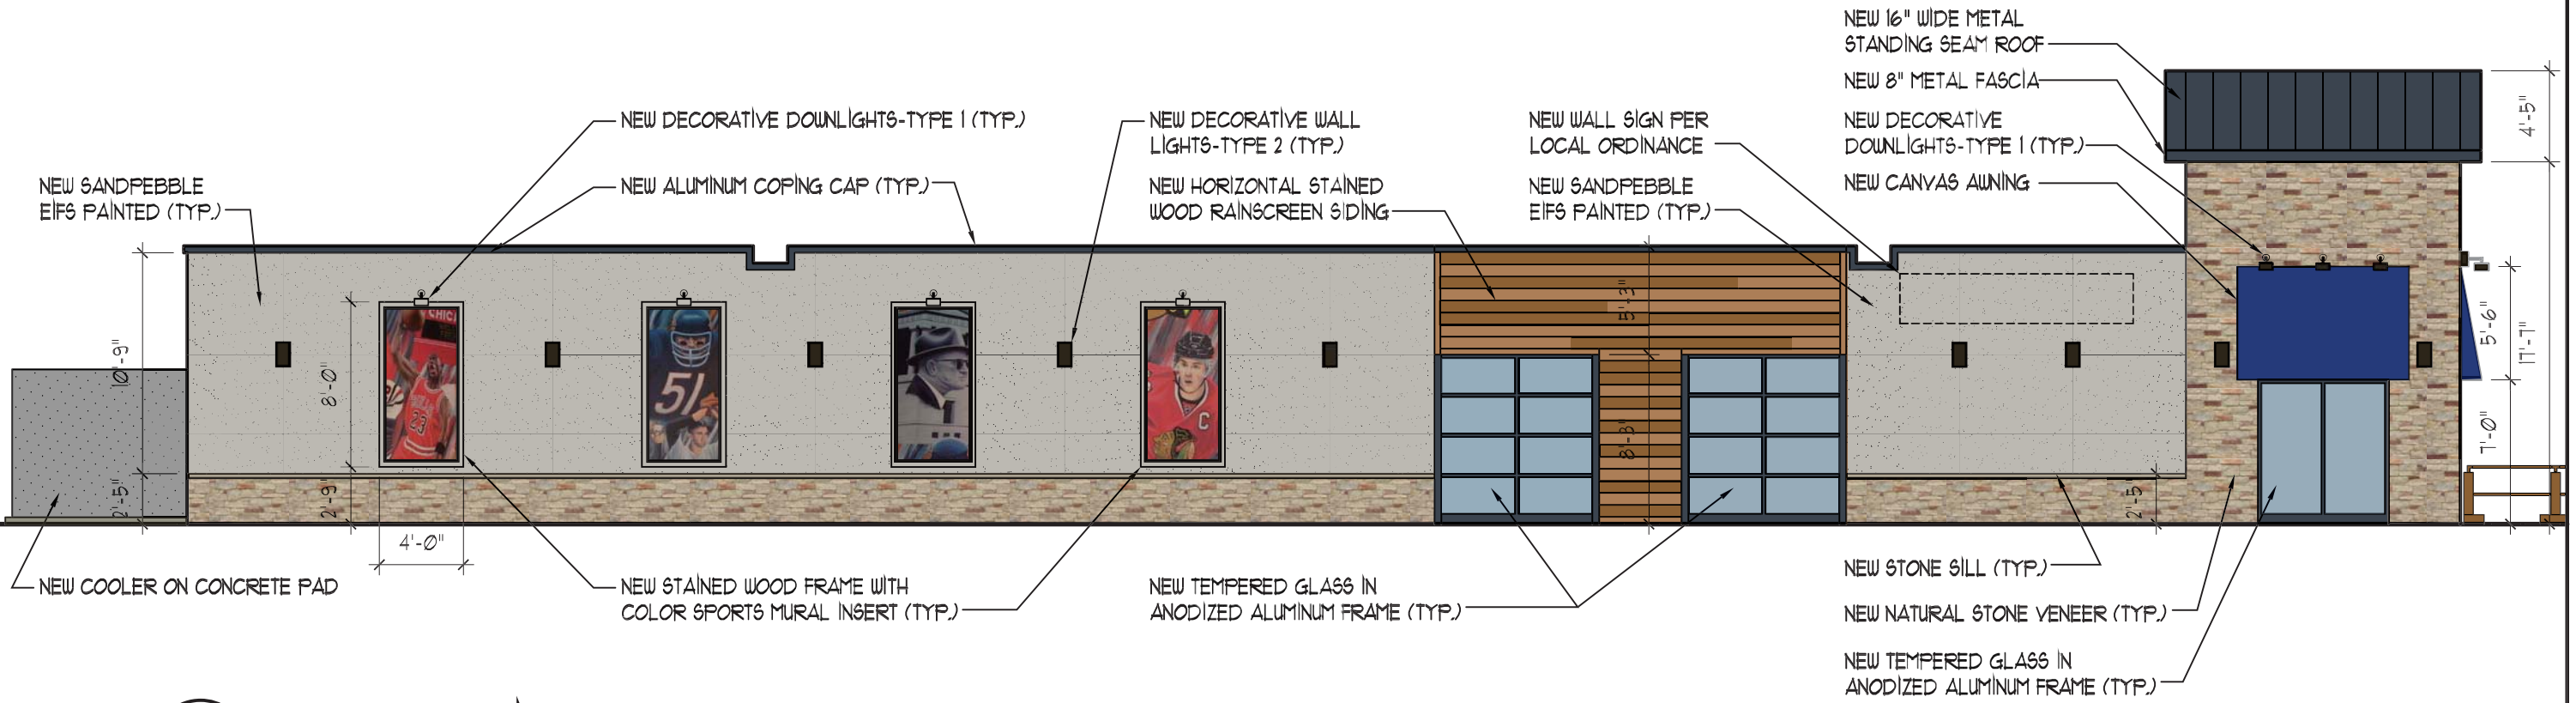 NEW 16" WIDE METAL
STANDING SEAM ROOF
NEW 8" METAL FASCIA
NEW DECORATIVE
DOWNLIGHTS-TYPE 1 (TYP.)
NEW CANVAS AWNING
NEW DECORATIVE DOWNLIGHTS-TYPE 1 (TYP.)
NEW ALUMINUM COPING CAP (TYP.)
NEW DECORATIVE WALL
LIGHTS-TYPE 2 (TYP.)
NEW HORIZONTAL STAINED
WOOD RAINSCREEN SIDING
NEW WALL SIGN PER
LOCAL ORDINANCE
NEW SANDPEBBLE
EIFS PAINTED (TYP.)
NEW SANDPEBBLE
EIFS PAINTED (TYP.)
4'-5"
10'-9"
2'-5"
8'-0"
2'-9"
4'-0"
CHIC
23
51
C
5'-3"
8'-3"
2'-5"
5'-6"
17'-7"
7'-0"
NEW COOLER ON CONCRETE PAD
NEW STAINED WOOD FRAME WITH
COLOR SPORTS MURAL INSERT (TYP.)
NEW TEMPERED GLASS IN
ANODIZED ALUMINUM FRAME (TYP.)
NEW STONE SILL (TYP.)
NEW NATURAL STONE VENEER (TYP.)
NEW TEMPERED GLASS IN
ANODIZED ALUMINUM FRAME (TYP.)